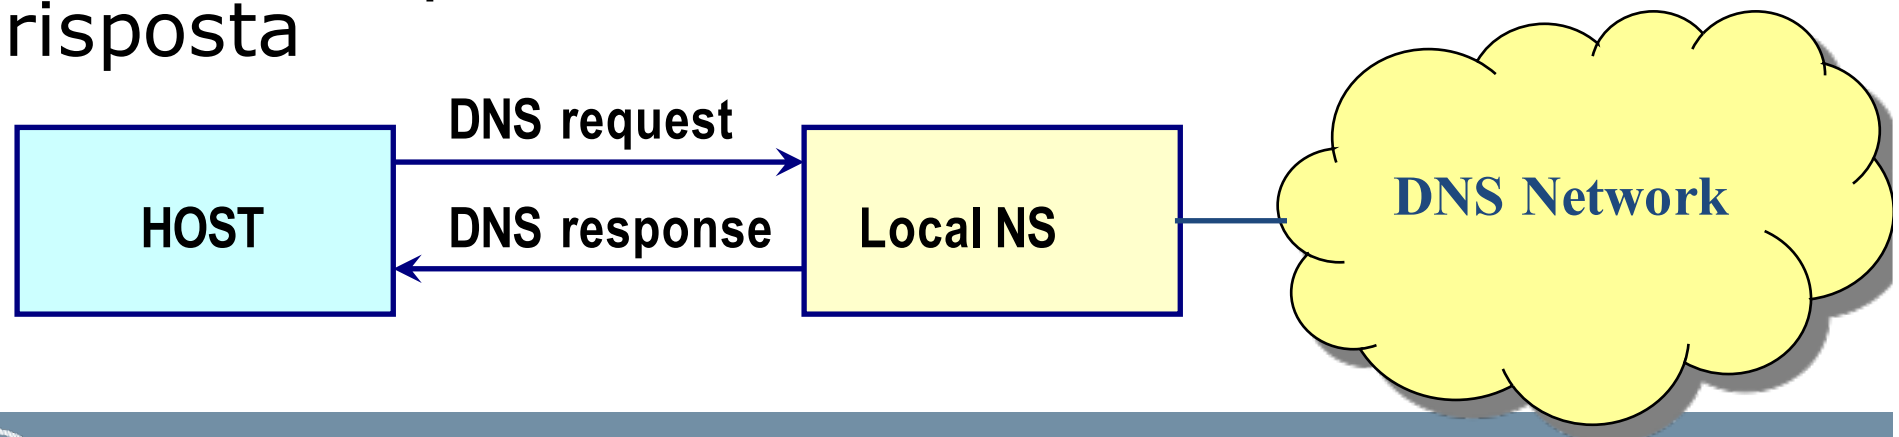 risposta
DNS request
HOST
DNS response
Local NS
DNS Network